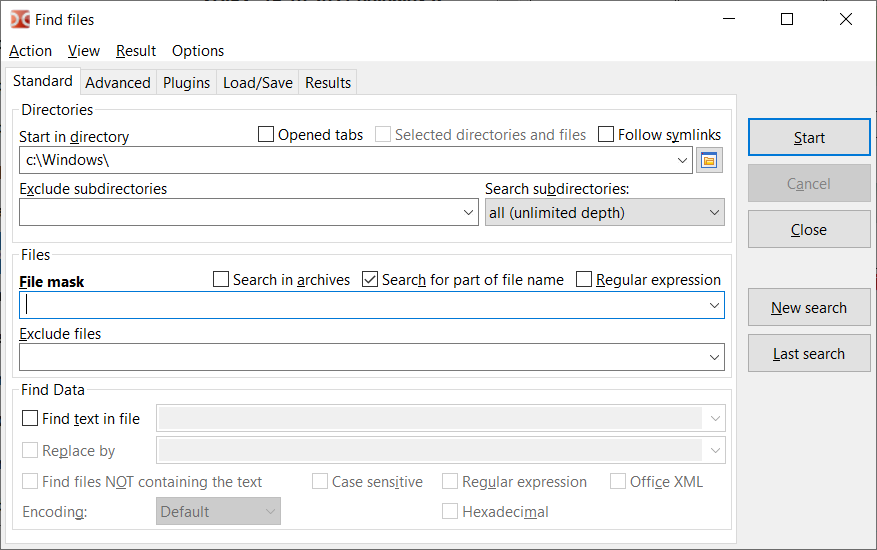 Find files
Action View Result Options
Standard Advanced Plugins Load/Save Results
Directories
Start in directory Opened tabs Selected directories and files Follow symlinks
c:\Windows\
Exclude subdirectories Search subdirectories:
all (unlimited depth)
Files
File mask Search in archives Search for part of file name Regular expression
Exclude files
Find Data
Find text in file
Replace by
Find files NOT containing the text Case sensitive Regular expression Office XML
Encoding: Default Hexadecimal
Start
Cancel
Close
New search
Last search